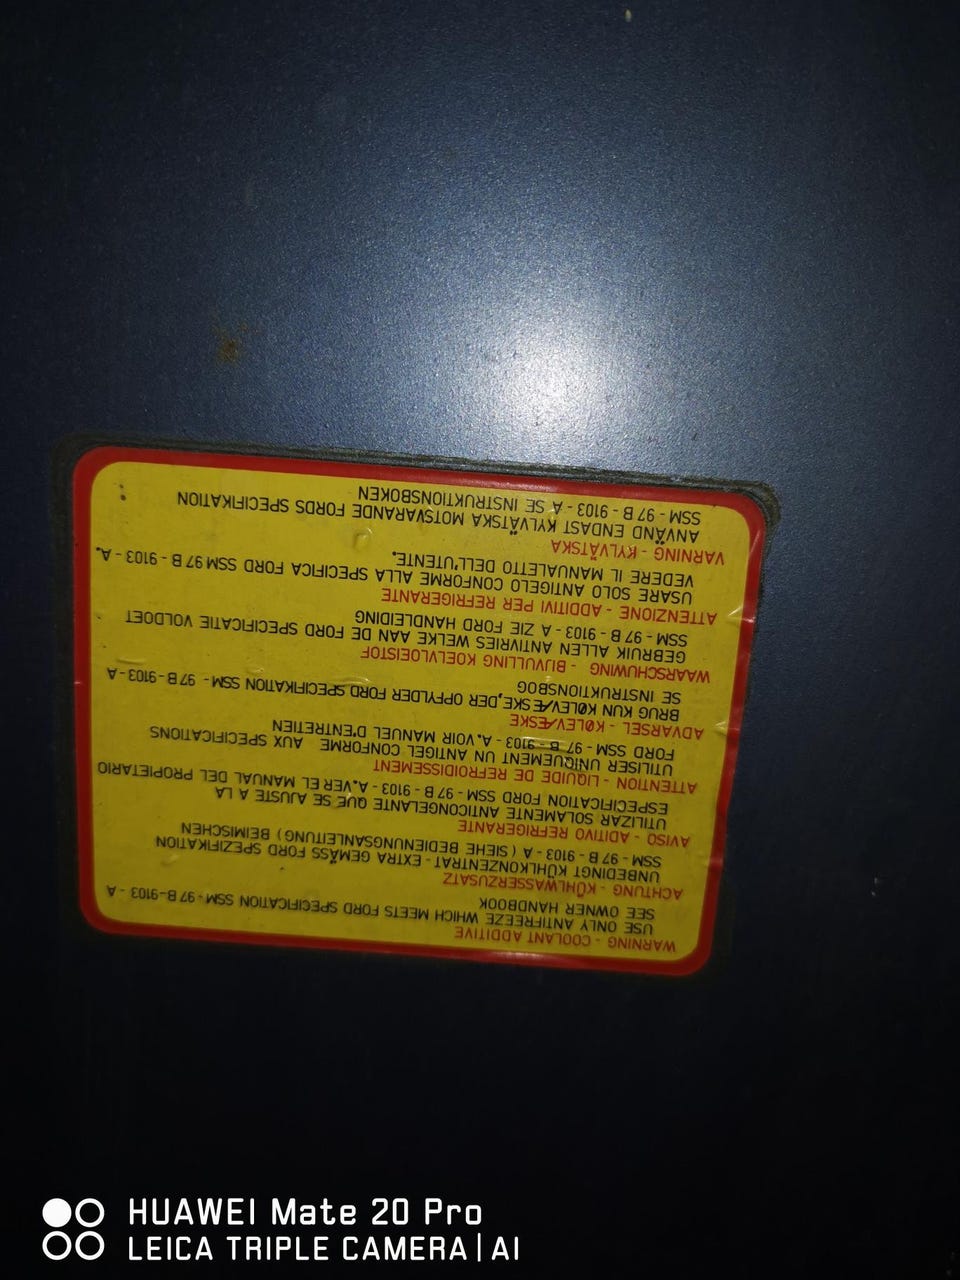 WARNING - COOLANT ADDITIVE
USE ONLY ANTIFREEZE WHICH MEETS FORD SPECIFICATION SSM - 97 B - 9103 - A
SEE OWNER HANDBOOK
ACHTUNG - KÜHLWASSERZUSATZ
UNBEDINGT KÜHLKONZENTRAT - EXTRA GEMÄSS FORD SPEZIFIKATION
SSM - 97 B - 9103 - A ( SIEHE BEDIENUNGSANLEITUNG ) BEIMISCHEN
AVISO - ADITIVO REFRIGERANTE
UTILIZAR SOLAMENTE ANTICONGELANTE QUE SE AJUSTE A LA
ESPECIFICATION FORD SSM - 97 B - 9103 - A. VER EL MANUAL DEL PROPIETARIO
ATTENTION - LIQUIDE DE REFROIDISSEMENT
UTILISER UNIQUEMENT UN ANTIGEL CONFORME AUX SPECIFICATIONS
FORD SSM - 97 B - 9103 - A. VOIR MANUEL D'ENTRETIEN
ADVARSEL - KØLEVÆSKE
BRUG KUN KØLEVÆSKE, DER OPFYLDER FORD SPECIFIKATION SSM - 97 B - 9103 - A
SE INSTRUKTIONSBOG
WAARSCHUWING - BIJVULLING KOELVLOEISTOF
GEBRUIK ALLEN ANTIVRIES WELKE AAN DE FORD SPECIFICATIE VOLDOET
SSM - 97 B - 9103 - A ZIE FORD HANDLEIDING
ATTENZIONE - ADDITIVI PER REFRIGERANTE
USARE SOLO ANTIGELO CONFORME ALLA SPECIFICA FORD SSM 97 B - 9103 - A.
VEDERE IL MANUALETTO DELL'UTENTE.
VARNING - KYLVÄTSKA
ANVÄND ENDAST KYLVÄTSKA MOTSVARANDE FORDS SPECIFIKATION
SSM - 97 B - 9103 - A SE INSTRUKTIONSBOKEN
HUAWEI Mate 20 Pro
LEICA TRIPLE CAMERA | AI